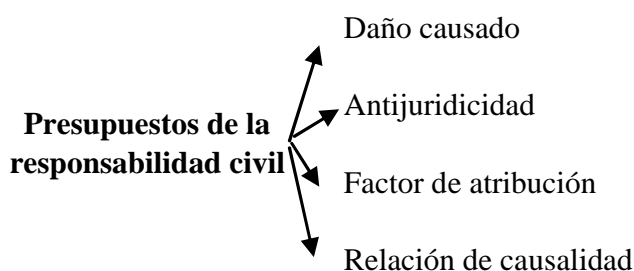 Presupuestos de la
responsabilidad civil
Daño causado
Antijuridicidad
Factor de atribución
Relación de causalidad